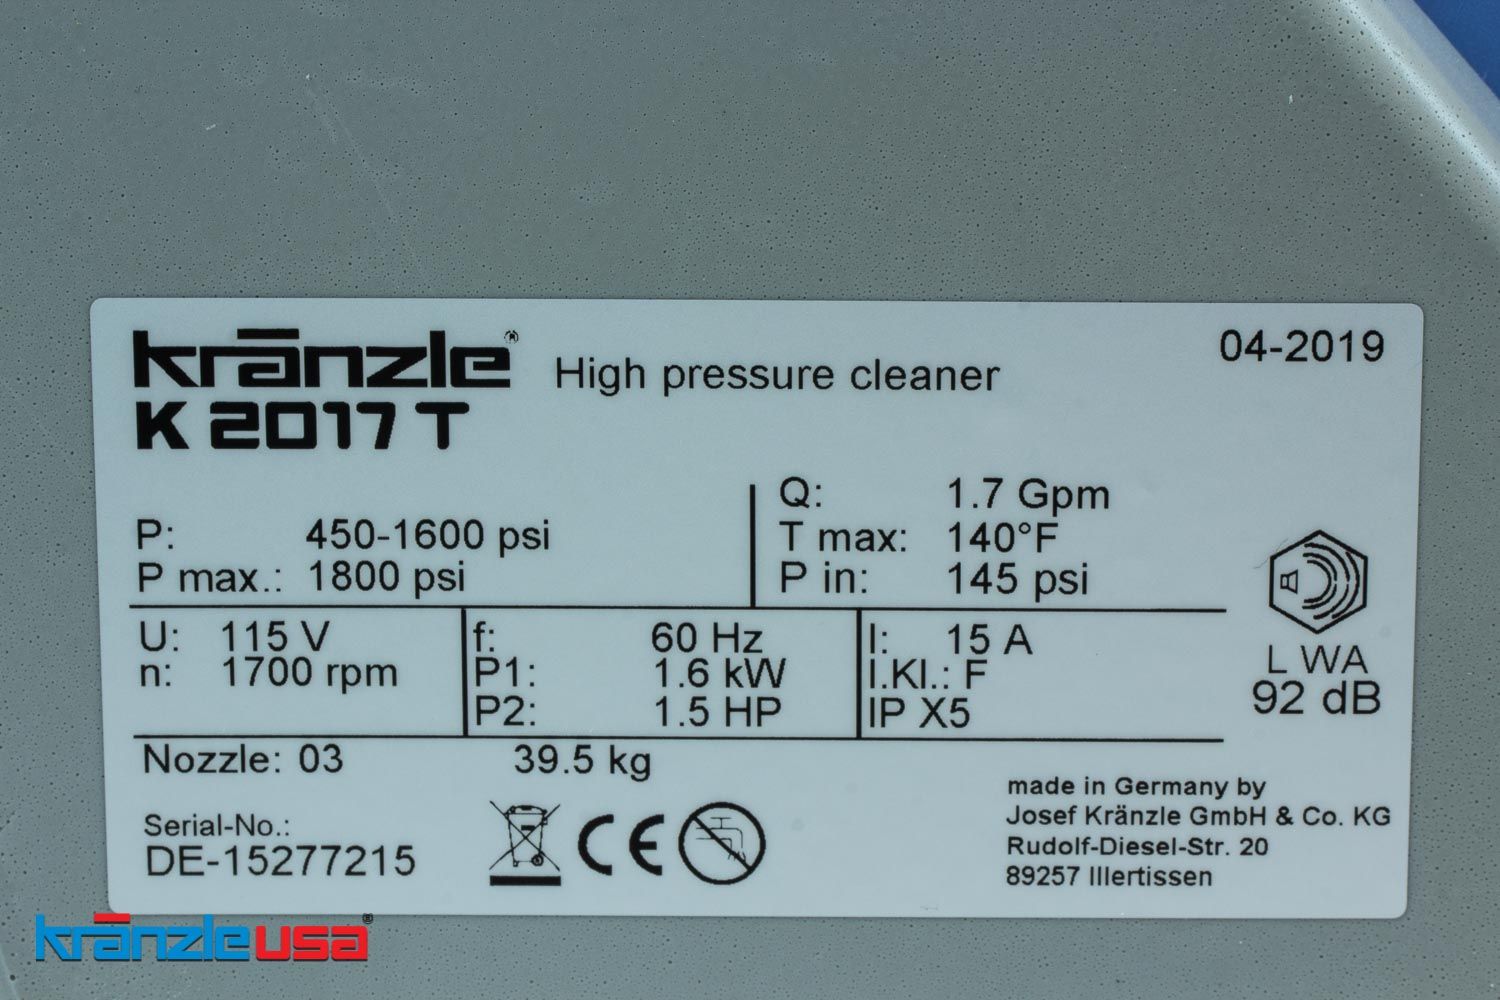 kränzle®
High pressure cleaner
04-2019
K 2017 T
P: 450-1600 psi
P max.: 1800 psi
Q: 1.7 Gpm
T max: 140°F
P in: 145 psi
U: 115 V
n: 1700 rpm
f: 60 Hz
P1: 1.6 kW
P2: 1.5 HP
I: 15 A
I.Kl.: F
IP X5
L WA
92 dB
Nozzle: 03 39.5 kg
Serial-No.:
DE-15277215
CE
made in Germany by
Josef Kränzle GmbH & Co. KG
Rudolf-Diesel-Str. 20
89257 Illertissen
kränzle usa®